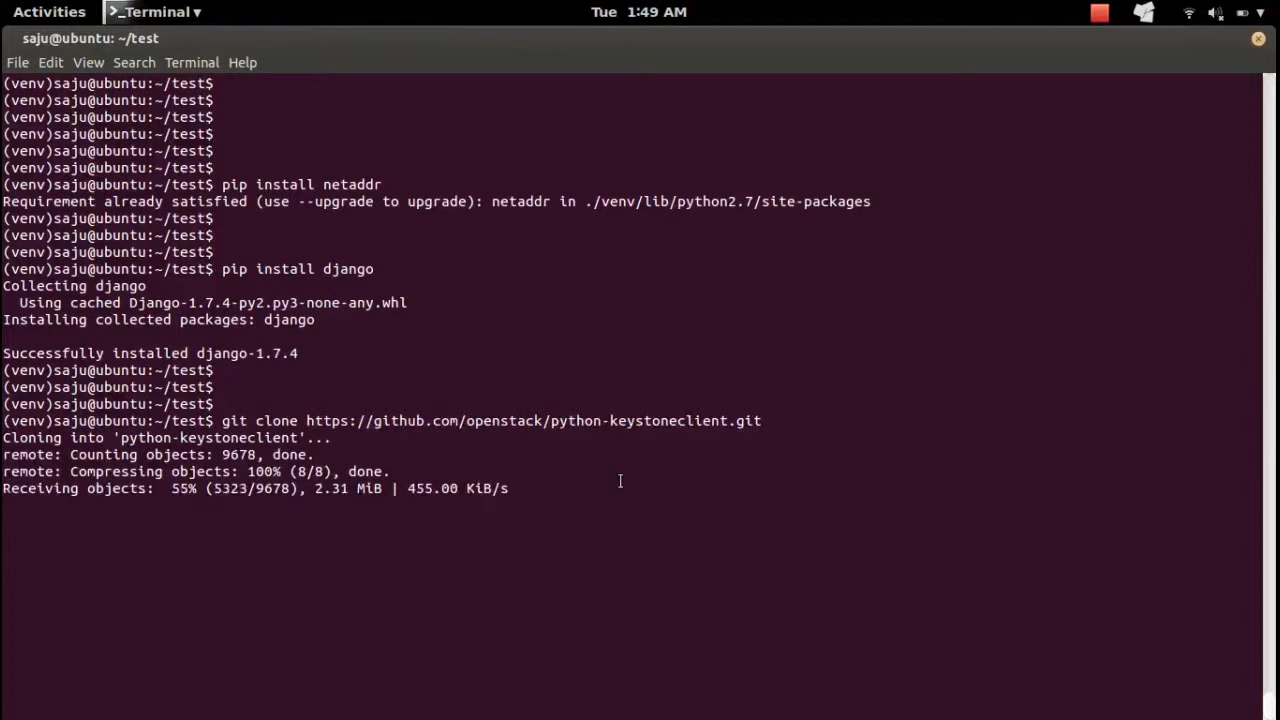 Activities >_Terminal ▾ Tue 1:49 AM
saju@ubuntu: ~/test
File Edit View Search Terminal Help
(venv)saju@ubuntu:~/test$
(venv)saju@ubuntu:~/test$
(venv)saju@ubuntu:~/test$
(venv)saju@ubuntu:~/test$
(venv)saju@ubuntu:~/test$
(venv)saju@ubuntu:~/test$
(venv)saju@ubuntu:~/test$ pip install netaddr
Requirement already satisfied (use --upgrade to upgrade): netaddr in ./venv/lib/python2.7/site-packages
(venv)saju@ubuntu:~/test$
(venv)saju@ubuntu:~/test$
(venv)saju@ubuntu:~/test$
(venv)saju@ubuntu:~/test$ pip install django
Collecting django
  Using cached Django-1.7.4-py2.py3-none-any.whl
Installing collected packages: django
Successfully installed django-1.7.4
(venv)saju@ubuntu:~/test$
(venv)saju@ubuntu:~/test$
(venv)saju@ubuntu:~/test$
(venv)saju@ubuntu:~/test$ git clone https://github.com/openstack/python-keystoneclient.git
Cloning into 'python-keystoneclient'...
remote: Counting objects: 9678, done.
remote: Compressing objects: 100% (8/8), done.
Receiving objects:  55% (5323/9678), 2.31 MiB | 455.00 KiB/s